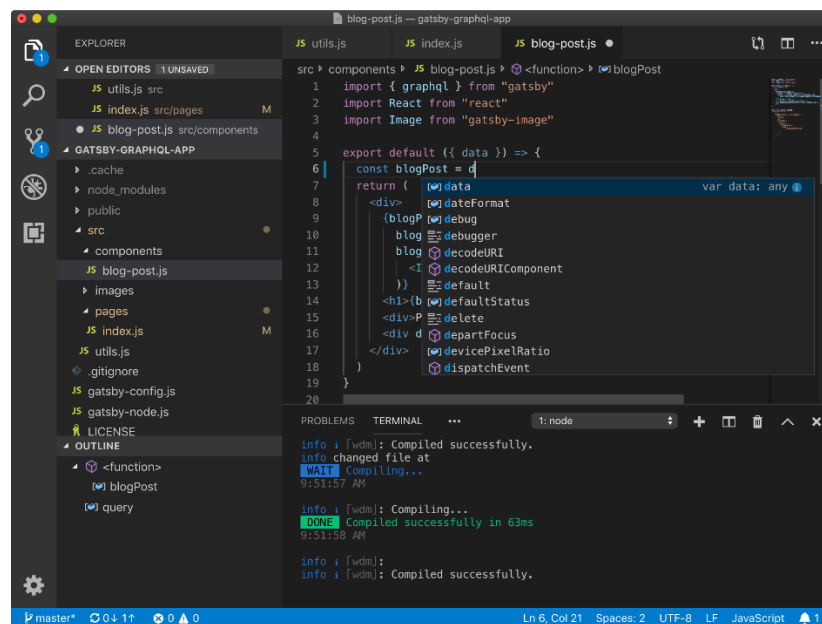 blog-post.js — gatsby-graphql-app
EXPLORER
OPEN EDITORS 1 UNSAVED
JS utils.js src
JS index.js src/pages M
JS blog-post.js src/components
GATSBY-GRAPHQL-APP
.cache
node_modules
public
src
components
JS blog-post.js
images
pages
JS index.js M
JS utils.js
.gitignore
JS gatsby-config.js
JS gatsby-node.js
LICENSE
OUTLINE
<function>
blogPost
query
1
1
JS utils.js JS index.js JS blog-post.js
src components JS blog-post.js <function> blogPost
1 import { graphql } from "gatsby"
2 import React from "react"
3 import Image from "gatsby-image"
4
5 export default ({ data }) => {
6 const blogPost = d
7 return (
8 <div>
9 {blogP
10 blog
11 blog
12 <I
13 )}
14 <h1>{b
15 <div>P
16 <div d
17 </div>
18 )
19 }
20
data var data: any
dateFormat
debug
debugger
decodeURI
decodeURIComponent
default
defaultStatus
delete
departFocus
devicePixelRatio
dispatchEvent
PROBLEMS TERMINAL ••• 1: node
info i ｢wdm｣: Compiled successfully.
info changed file at
WAIT Compiling...
9:51:57 AM
info i ｢wdm｣: Compiling...
DONE Compiled successfully in 63ms
9:51:58 AM
info i ｢wdm｣:
info i ｢wdm｣: Compiled successfully.
master* 0↓ 1↑ 0 0 Ln 6, Col 21 Spaces: 2 UTF-8 LF JavaScript 1